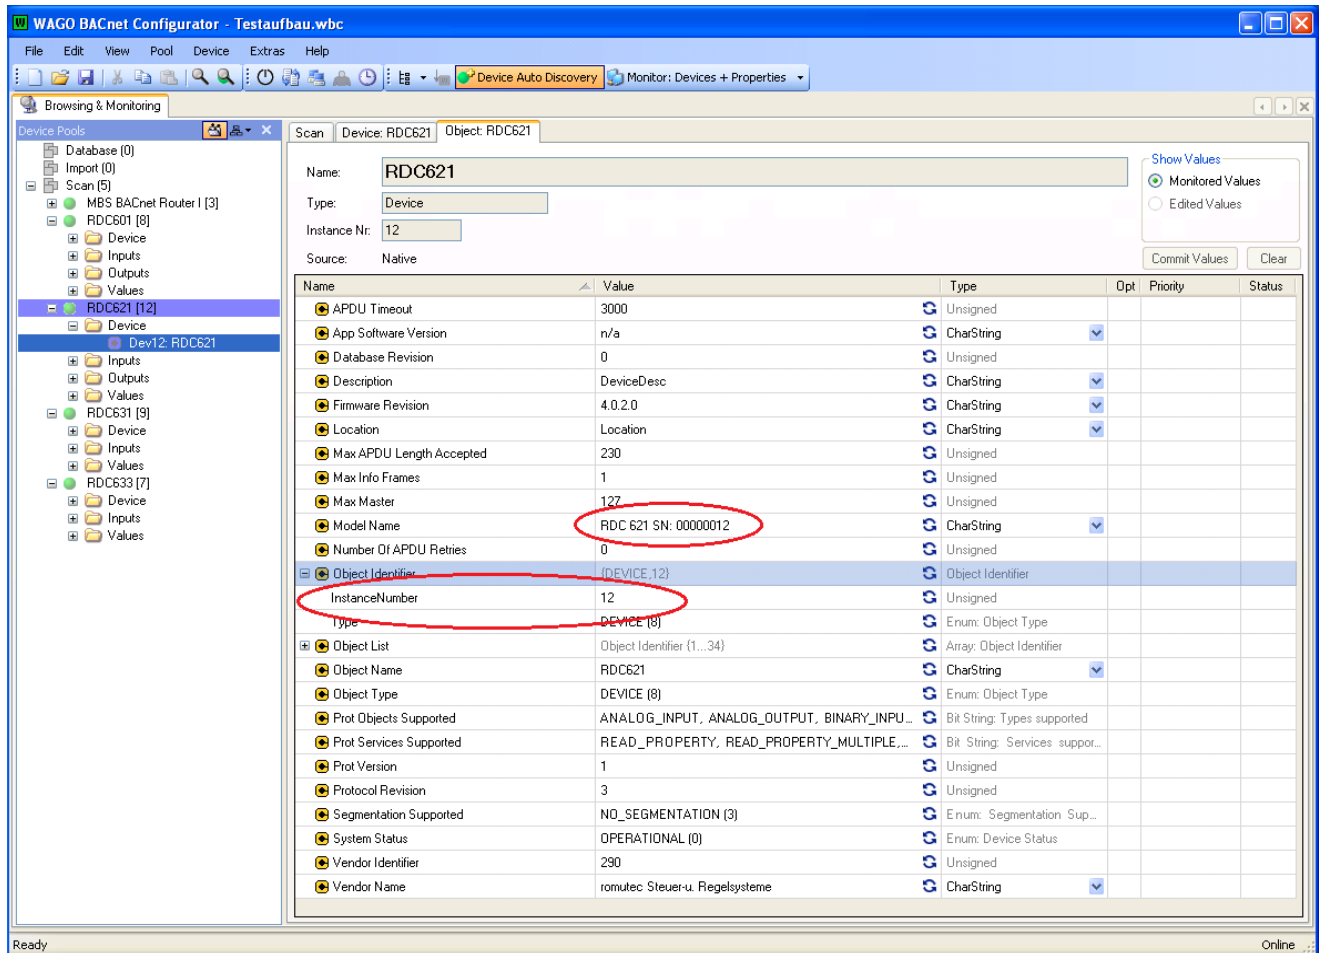 WAGO BACnet Configurator - Testaufbau.wbc
File Edit View Pool Device Extras Help
Device Auto Discovery Monitor: Devices + Properties
Browsing & Monitoring
Device Pools
Database (0)
Import (0)
Scan (5)
MBS BACnet Router I [3]
RDC601 [8]
Device
Inputs
Outputs
Values
RDC621 [12]
Device
Dev12: RDC621
Inputs
Outputs
Values
RDC631 [9]
Device
Inputs
Values
RDC633 [7]
Device
Inputs
Values
Scan Device: RDC621 Object: RDC621
Name: RDC621
Type: Device
Instance Nr: 12
Source: Native
Show Values
Monitored Values
Edited Values
Commit Values Clear
Name Value Type Opt Priority Status
APDU Timeout 3000 Unsigned
App Software Version n/a CharString
Database Revision 0 Unsigned
Description DeviceDesc CharString
Firmware Revision 4.0.2.0 CharString
Location Location CharString
Max APDU Length Accepted 230 Unsigned
Max Info Frames 1 Unsigned
Max Master 127 Unsigned
Model Name RDC 621 SN: 00000012 CharString
Number Of APDU Retries 0 Unsigned
Object Identifier {DEVICE,12} Object Identifier
InstanceNumber 12 Unsigned
Type DEVICE (8) Enum: Object Type
Object List Object Identifier {1...34} Array: Object Identifier
Object Name RDC621 CharString
Object Type DEVICE (8) Enum: Object Type
Prot Objects Supported ANALOG_INPUT, ANALOG_OUTPUT, BINARY_INPU... Bit String: Types supported
Prot Services Supported READ_PROPERTY, READ_PROPERTY_MULTIPLE,... Bit String: Services suppor...
Prot Version 1 Unsigned
Protocol Revision 3 Unsigned
Segmentation Supported NO_SEGMENTATION (3) Enum: Segmentation Sup...
System Status OPERATIONAL (0) Enum: Device Status
Vendor Identifier 290 Unsigned
Vendor Name romutec Steuer-u. Regelsysteme CharString
Ready Online